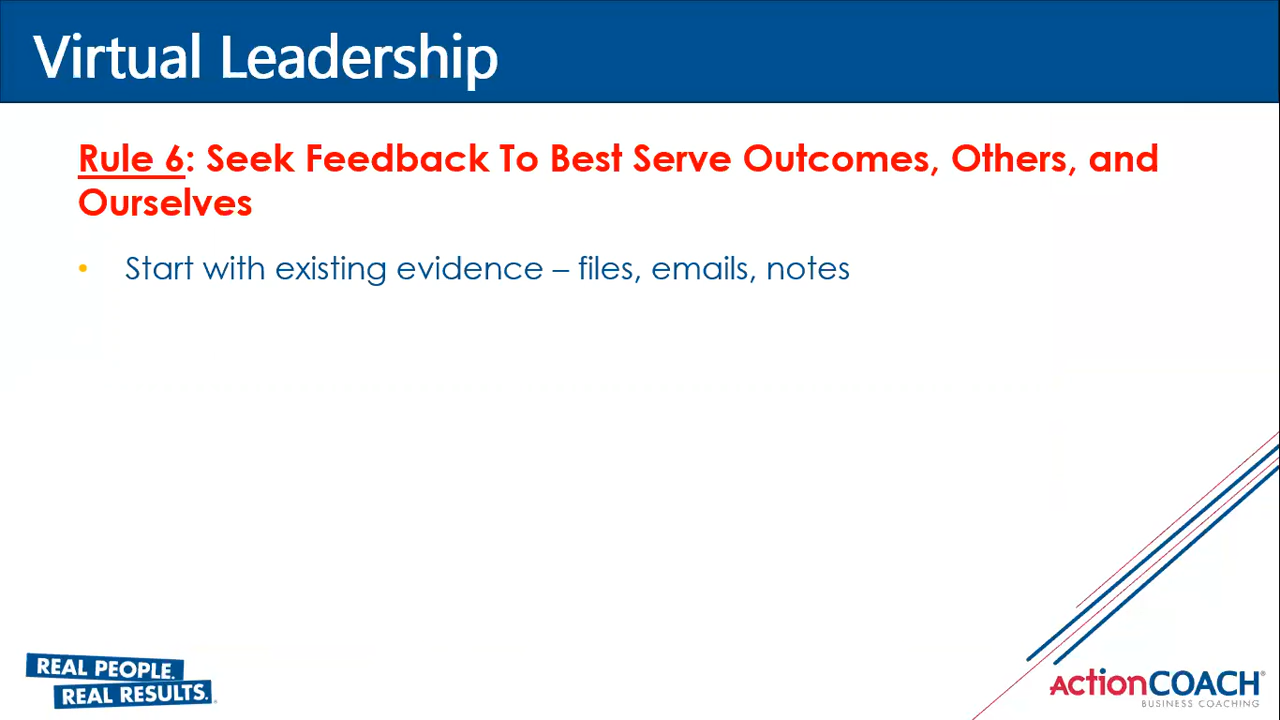 Virtual Leadership
Rule 6: Seek Feedback To Best Serve Outcomes, Others, and
Ourselves
• Start with existing evidence – files, emails, notes
REAL PEOPLE.
REAL RESULTS.
ActionCOACH®
BUSINESS COACHING